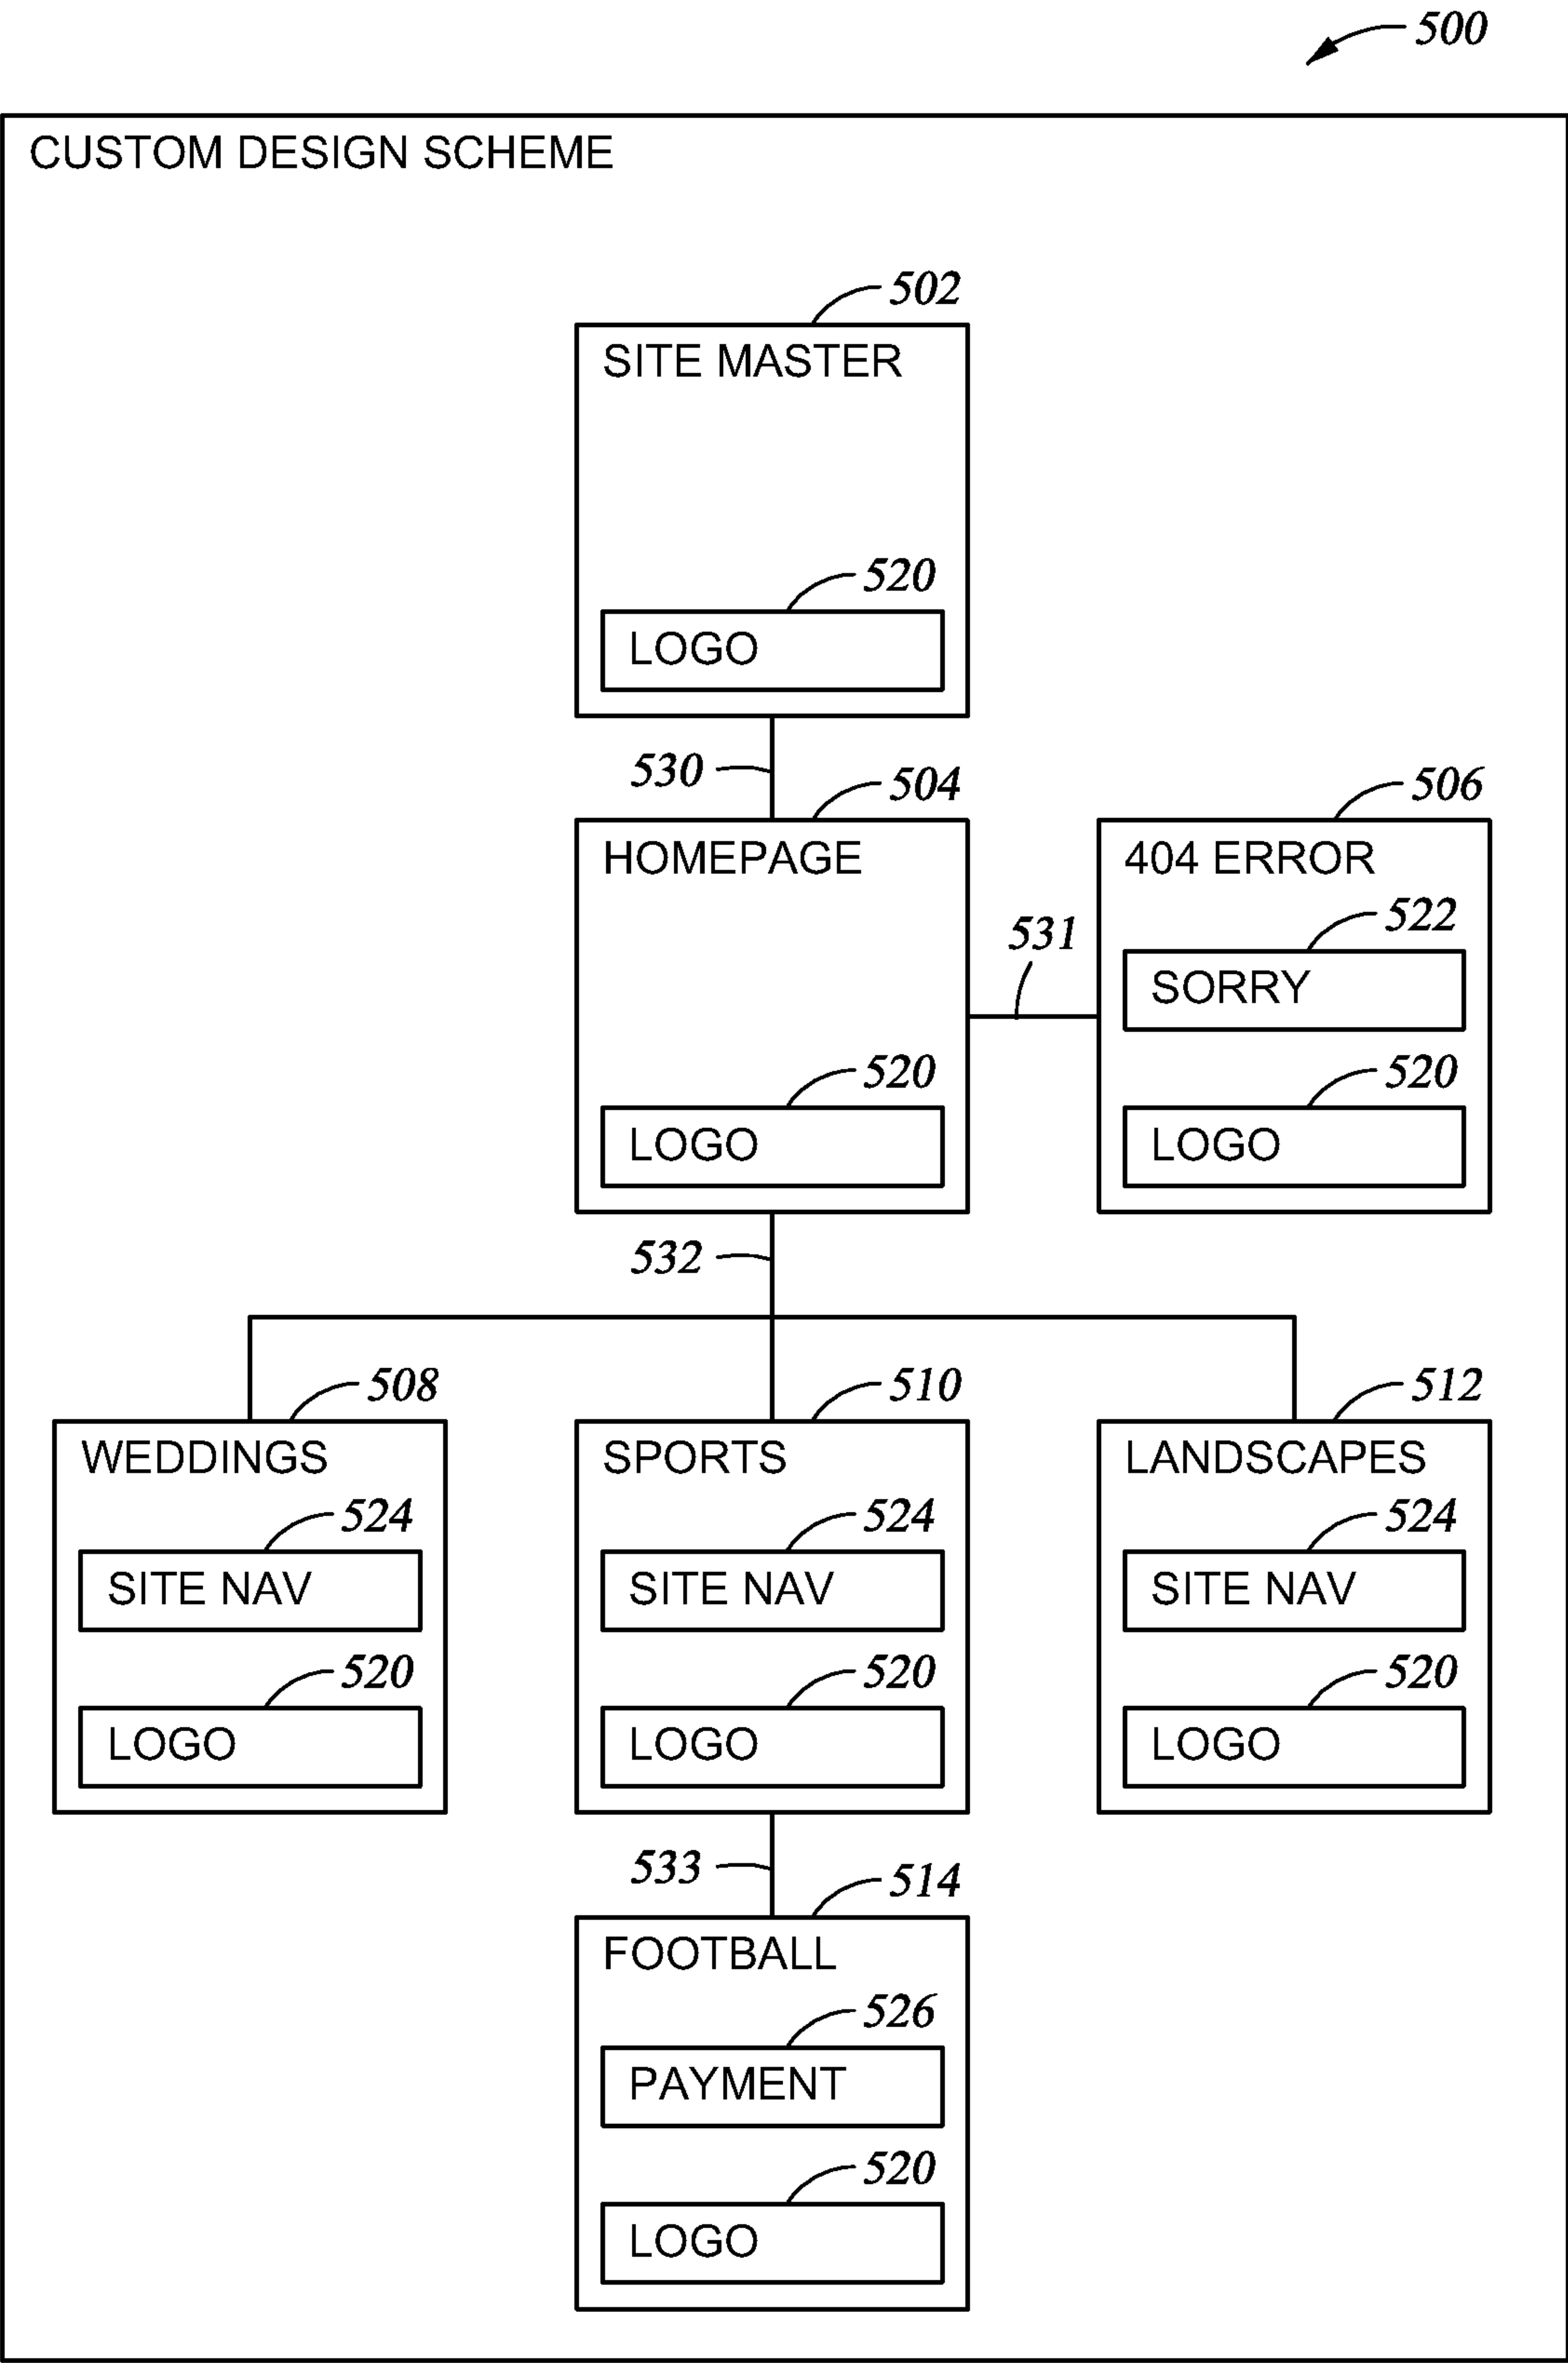 500
CUSTOM DESIGN SCHEME
502
SITE MASTER
520
LOGO
530
504
506
HOMEPAGE
404 ERROR
531
522
SORRY
520
520
LOGO
LOGO
532
508
510
512
WEDDINGS
SPORTS
LANDSCAPES
524
524
524
SITE NAV
SITE NAV
SITE NAV
520
520
520
LOGO
LOGO
LOGO
533
514
FOOTBALL
526
PAYMENT
520
LOGO